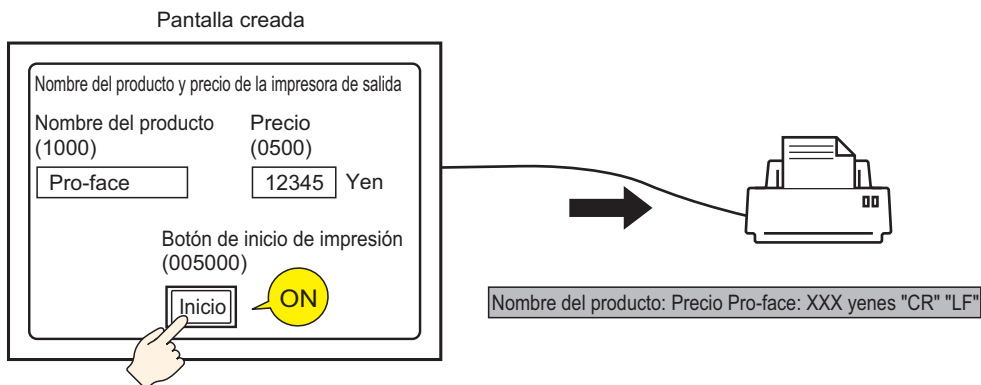 Pantalla creada
Nombre del producto y precio de la impresora de salida
Nombre del producto Precio
(1000) (0500)
Pro-face 12345 Yen
Botón de inicio de impresión
(005000)
Inicio ON
Nombre del producto: Precio Pro-face: XXX yenes "CR" "LF"